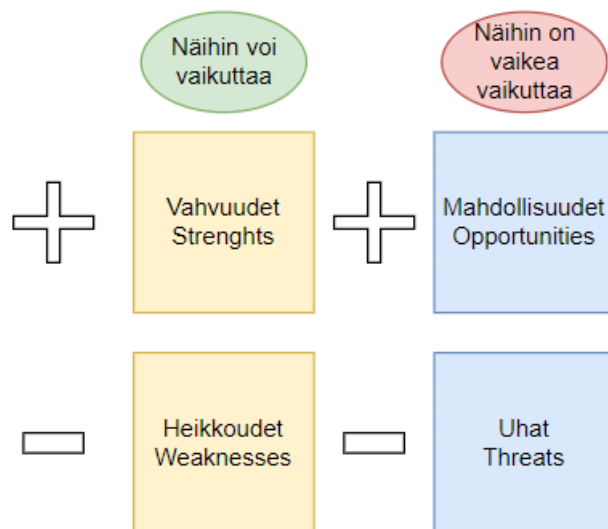 Näihin voi
vaikuttaa
Näihin on
vaikea
vaikuttaa
Vahvuudet
Strenghts
Mahdollisuudet
Opportunities
Heikkoudet
Weaknesses
Uhat
Threats